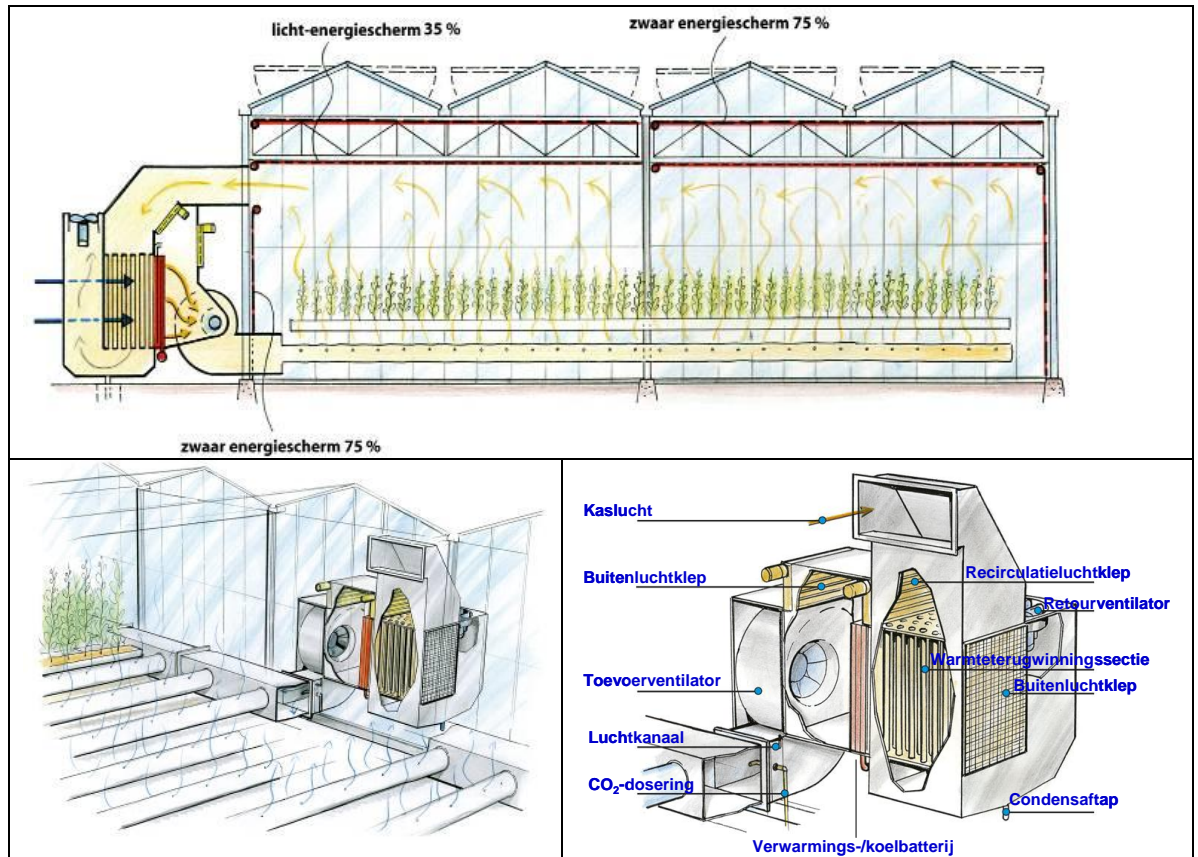 licht-energiescherm 35 %
zwaar energiescherm 75 %
zwaar energiescherm 75 %
Kaslucht
Buitenluchtklep
Recirculatieluchtklep
Retourventilator
Warmteterugwinningssectie
Toevoerventilator
Buitenluchtklep
Luchtkanaal
CO₂-dosering
Condensaftap
Verwarmings-/koelbatterij